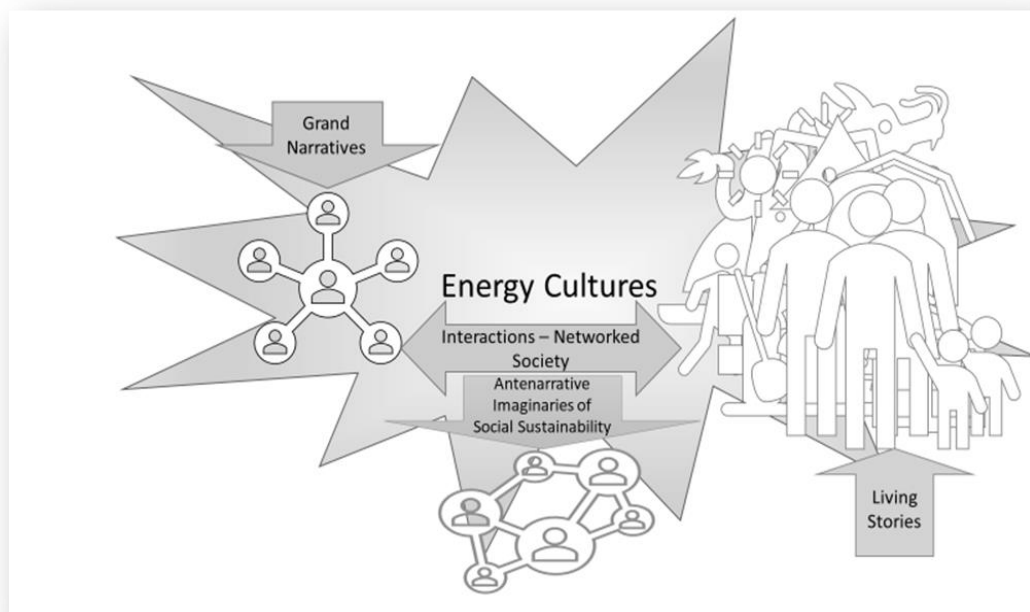 Grand
Narratives
Energy Cultures
Interactions – Networked
Society
Antenarrative
Imaginaries of
Social Sustainability
Living
Stories